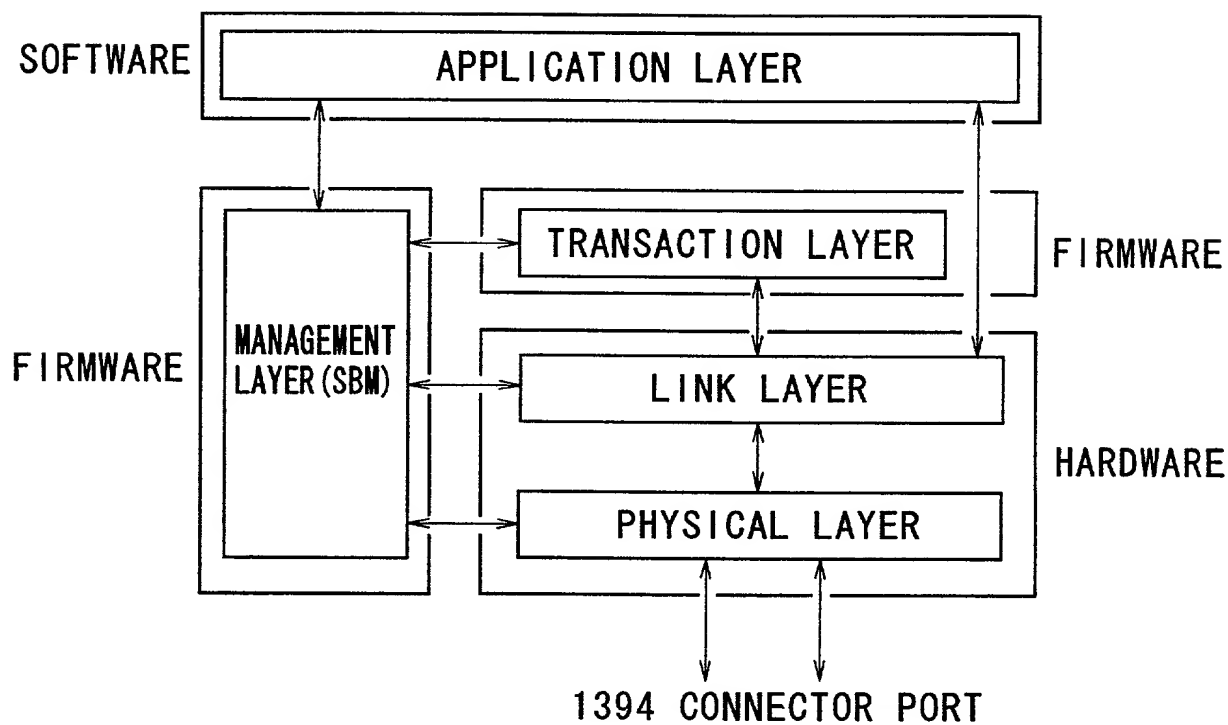 SOFTWARE
APPLICATION LAYER
TRANSACTION LAYER
FIRMWARE
MANAGEMENT
LAYER(SBM)
FIRMWARE
LINK LAYER
HARDWARE
PHYSICAL LAYER
1394 CONNECTOR PORT